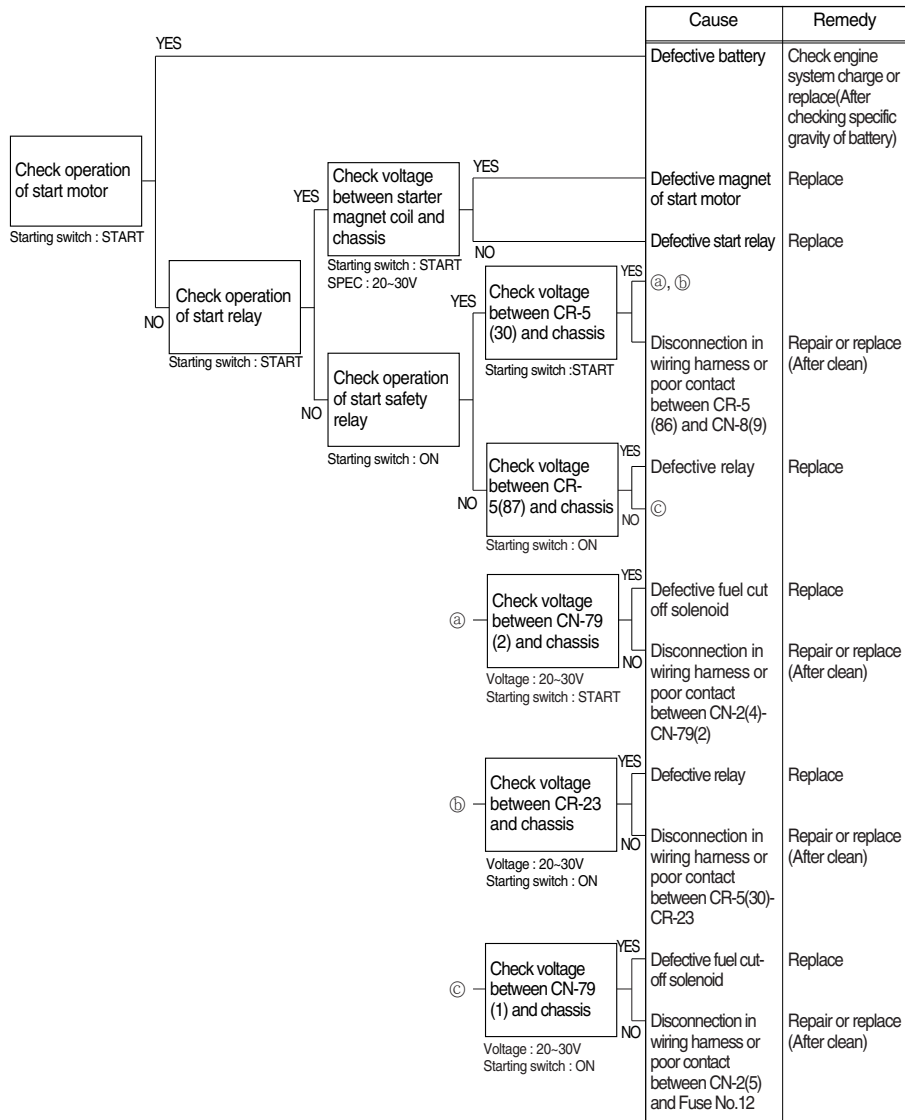 Cause
Remedy
YES
Defective battery
Check engine
system charge or
replace(After
checking specific
gravity of battery)
Check operation
of start motor
Starting switch : START
YES
Check voltage
between starter
magnet coil and
chassis
Starting switch : START
SPEC : 20~30V
YES
Defective magnet
of start motor
Replace
NO
Defective start relay
Replace
NO
Check operation
of start relay
Starting switch : START
NO
Check operation
of start safety
relay
Starting switch : ON
YES
Check voltage
between CR-5
(30) and chassis
Starting switch :START
YES
ⓐ, ⓑ
Disconnection in
wiring harness or
poor contact
between CR-5
(86) and CN-8(9)
Repair or replace
(After clean)
NO
Check voltage
between CR-
5(87) and chassis
Starting switch : ON
YES
Defective relay
Replace
NO
ⓒ
ⓐ
Check voltage
between CN-79
(2) and chassis
Voltage : 20~30V
Starting switch : START
YES
Defective fuel cut
off solenoid
Replace
NO
Disconnection in
wiring harness or
poor contact
between CN-2(4)-
CN-79(2)
Repair or replace
(After clean)
ⓑ
Check voltage
between CR-23
and chassis
Voltage : 20~30V
Starting switch : ON
YES
Defective relay
Replace
NO
Disconnection in
wiring harness or
poor contact
between CR-5(30)-
CR-23
Repair or replace
(After clean)
ⓒ
Check voltage
between CN-79
(1) and chassis
Voltage : 20~30V
Starting switch : ON
YES
Defective fuel cut-
off solenoid
Replace
NO
Disconnection in
wiring harness or
poor contact
between CN-2(5)
and Fuse No.12
Repair or replace
(After clean)